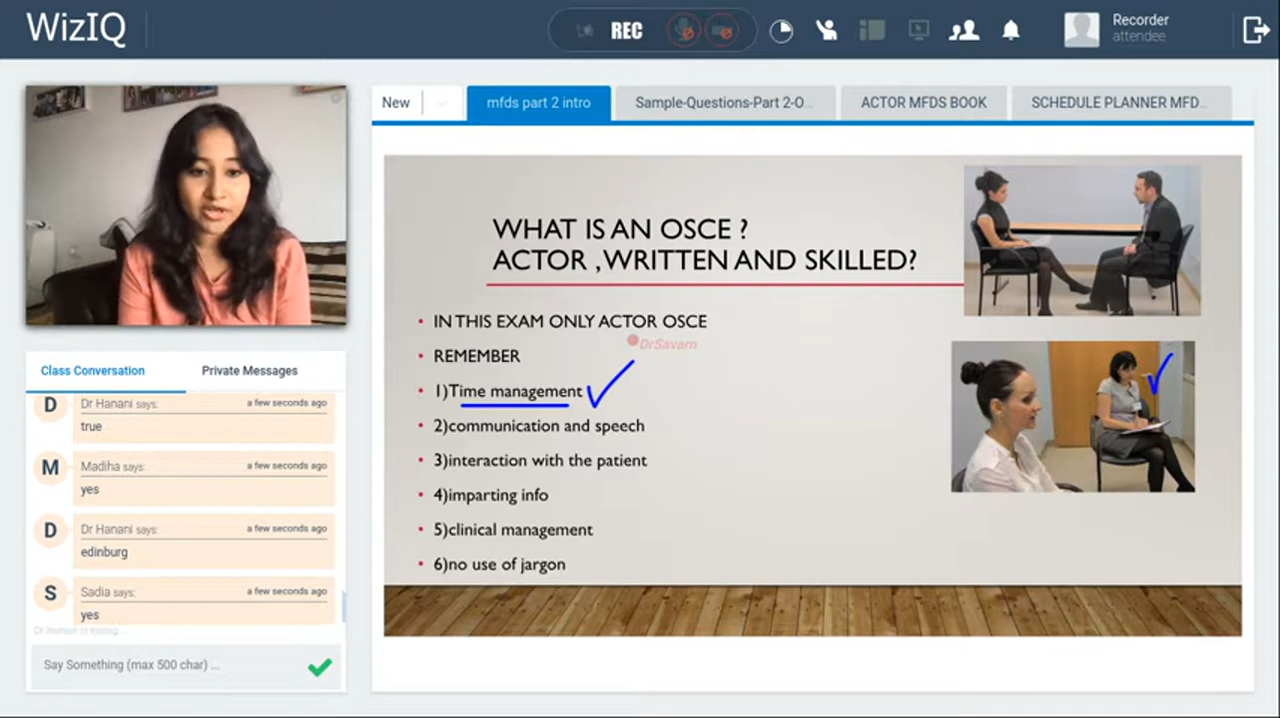 WizIQ
REC
Recorder
attendee
New
mfds part 2 intro
Sample-Questions-Part 2-O...
ACTOR MFDS BOOK
SCHEDULE PLANNER MFD...
WHAT IS AN OSCE ?
ACTOR ,WRITTEN AND SKILLED?
• IN THIS EXAM ONLY ACTOR OSCE
DrSavarn
• REMEMBER
• 1)Time management
• 2)communication and speech
• 3)interaction with the patient
• 4)imparting info
• 5)clinical management
• 6)no use of jargon
Class Conversation
Private Messages
D
Dr Hanani says:
a few seconds ago
true
M
Madiha says:
a few seconds ago
yes
D
Dr Hanani says:
a few seconds ago
edinburg
S
Sadia says:
a few seconds ago
yes
Say Something (max 500 char) ...